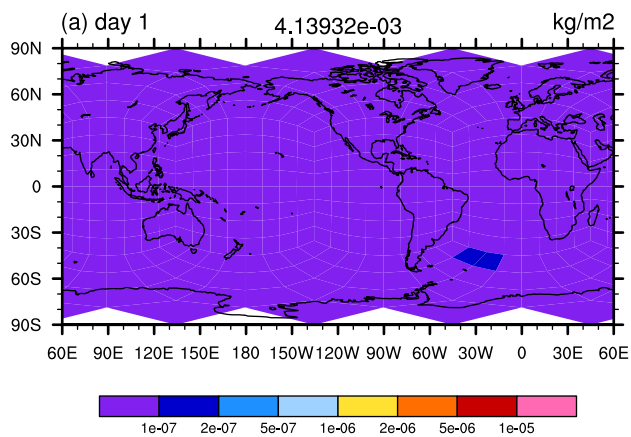 (a) day 1 4.13932e-03 kg/m2
90N
60N
30N
0
30S
60S
90S
60E 90E 120E 150E 180 150W 120W 90W 60W 30W 0 30E 60E
1e-07 2e-07 5e-07 1e-06 2e-06 5e-06 1e-05